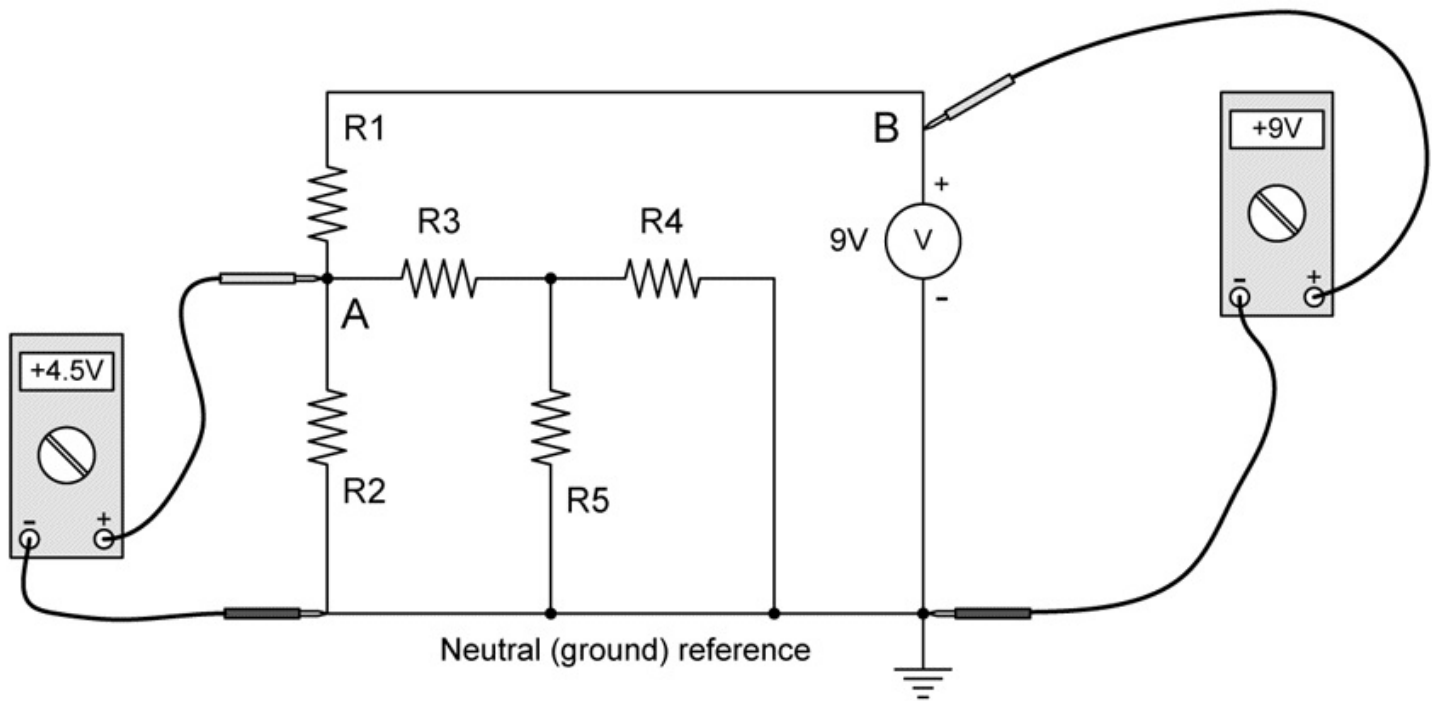 R1
B
+9V
+
R3
R4
9V
V
-
+
-
A
+4.5V
R2
R5
-
+
Neutral (ground) reference